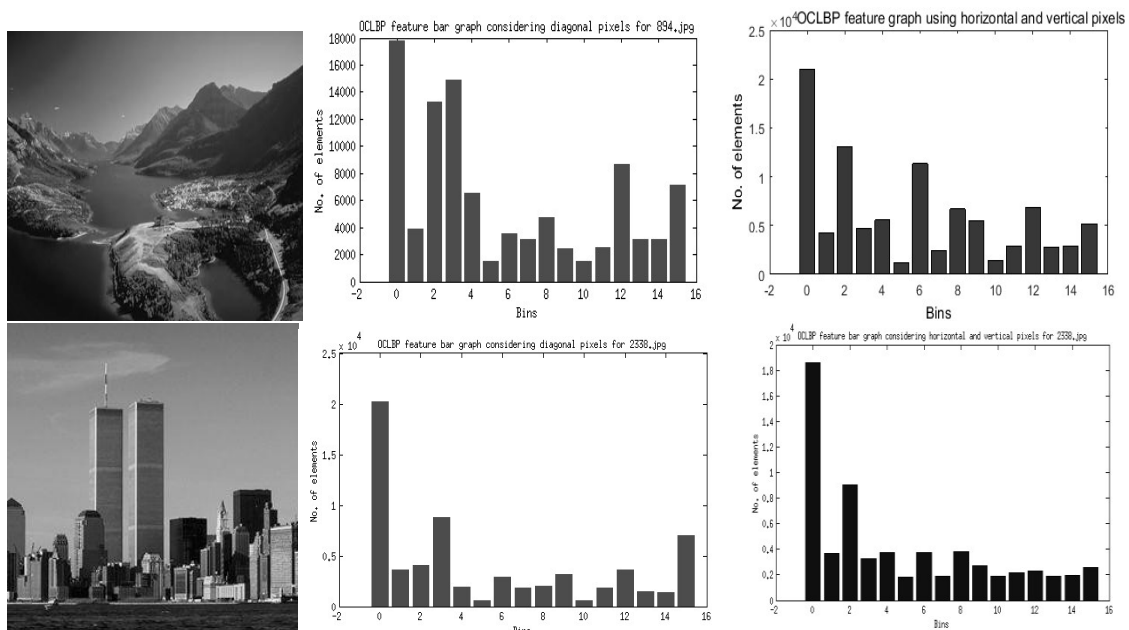 OCLBP feature bar graph considering diagonal pixels for 894.jpg
18000
16000
14000
12000
10000
8000
6000
4000
2000
0
No. of elements
-2 0 2 4 6 8 10 12 14 16
Bins
×10⁴ OCLBP feature graph using horizontal and vertical pixels
2.5
2
1.5
1
0.5
0
No. of elements
-2 0 2 4 6 8 10 12 14 16
Bins
x 10⁴ OCLBP feature bar graph considering diagonal pixels for 2338.jpg
2.5
2
1.5
1
0.5
0
No. of elements
-2 0 2 4 6 8 10 12 14 16
Bins
x 10⁴ OCLBP feature bar graph considering horizontal and vertical pixels for 2338.jpg
2
1.8
1.6
1.4
1.2
1
0.8
0.6
0.4
0.2
0
No. of elements
-2 0 2 4 6 8 10 12 14 16
Bins